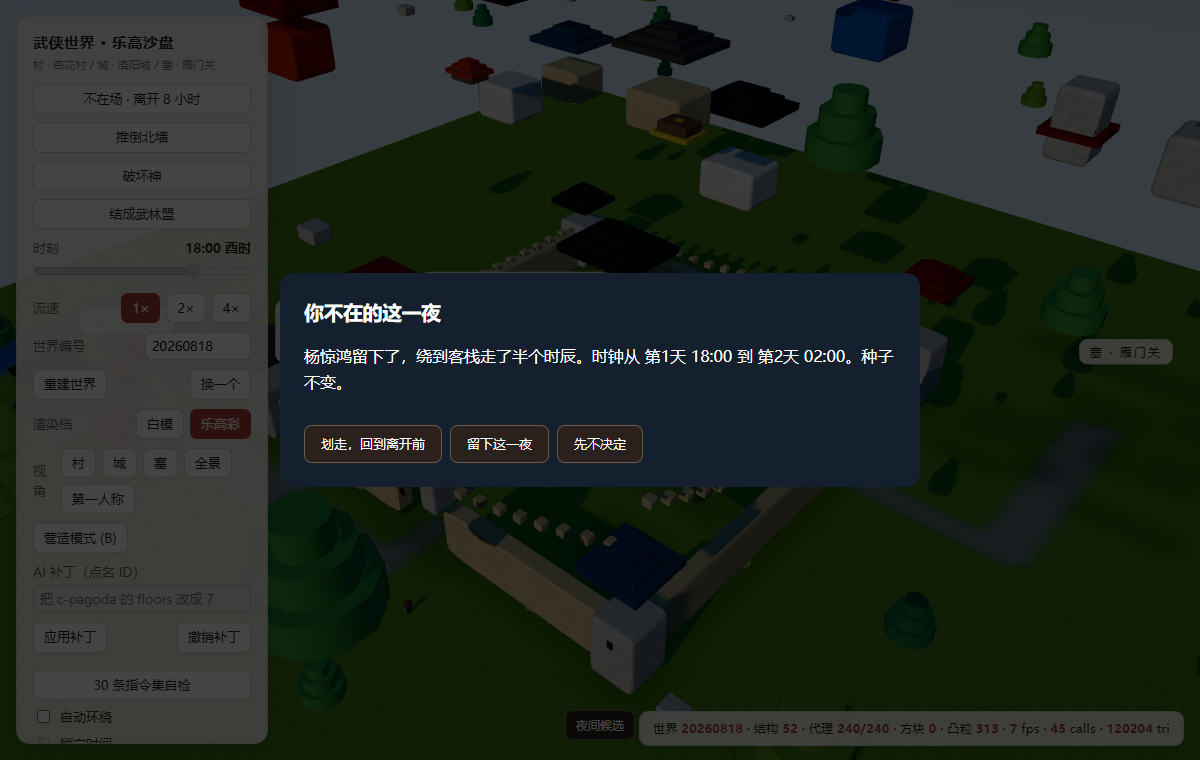 武侠世界 · 乐高沙盘
村 · 杏花村 / 城 · 洛阳城 / 塞 · 雁门关
不在场 · 离开 8 小时
推倒北墙
破坏神
结成武林盟
时刻 18:00 酉时
流速 1× 2× 4×
世界编号 20260818
重建世界 换一个
渲染档 白模 乐高彩
视角 村 城 塞 全景
第一人称
营造模式 (B)
AI 补丁（点名 ID）
把 c-pagoda 的 floors 改成 7
应用补丁 撤销补丁
30 条指令集自检
自动环绕
你不在的这一夜
杨惊鸿留下了，绕到客栈走了半个时辰。时钟从 第1天 18:00 到 第2天 02:00。种子
不变。
划走，回到离开前 留下这一夜 先不决定
塞 · 雁门关
夜间候选
世界 20260818 · 结构 52 · 代理 240/240 · 方块 0 · 凸粒 313 · 7 fps · 45 calls · 120204 tri